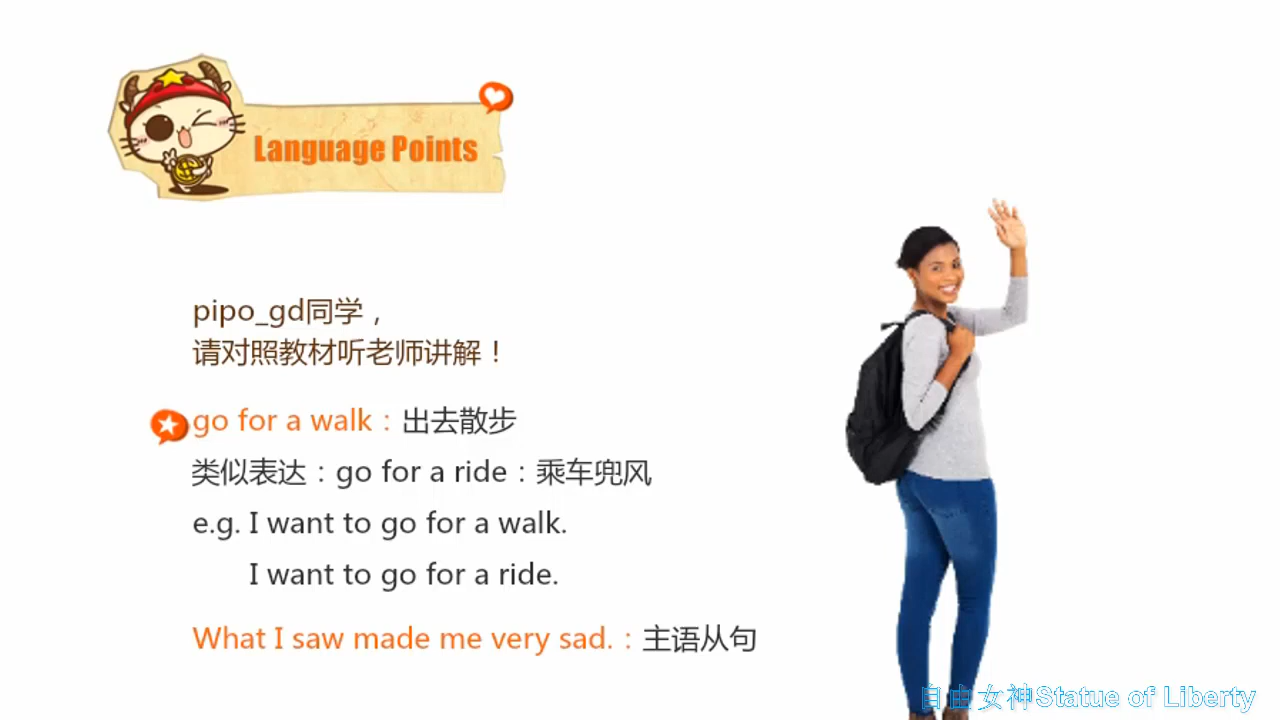 Language Points
pipo_gd同学，
请对照教材听老师讲解！
go for a walk：出去散步
类似表达：go for a ride：乘车兜风
e.g. I want to go for a walk.
I want to go for a ride.
What I saw made me very sad.：主语从句
自由女神Statue of Liberty